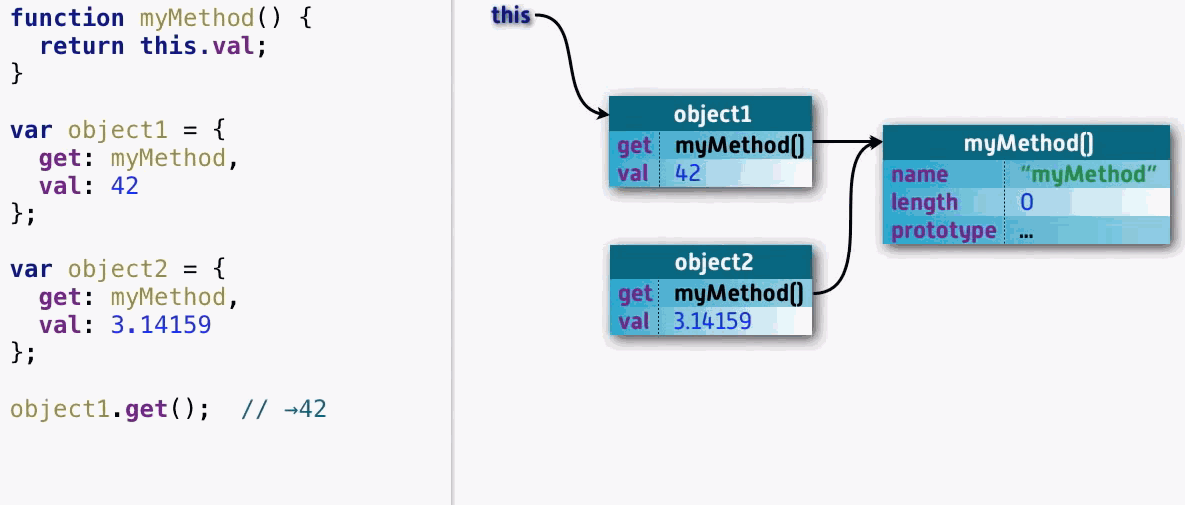 function myMethod() {
  return this.val;
}

var object1 = {
  get: myMethod,
  val: 42
};

var object2 = {
  get: myMethod,
  val: 3.14159
};

object1.get();  // →42
this
object1
get myMethod()
val 42
object2
get myMethod()
val 3.14159
myMethod()
name “myMethod”
length 0
prototype ...